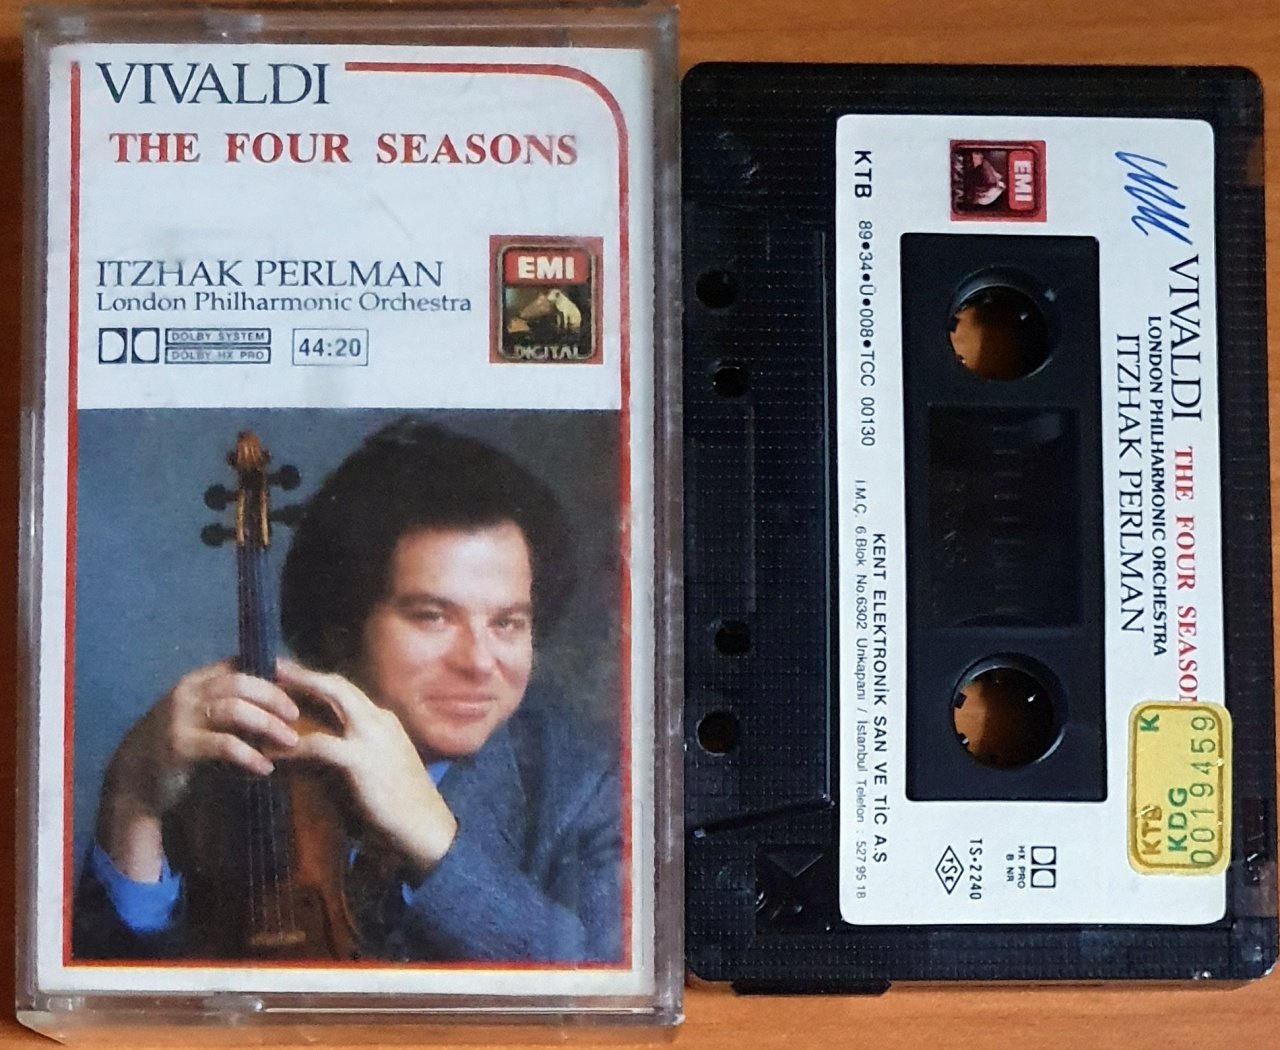 VIVALDI
THE FOUR SEASONS
ITZHAK PERLMAN
London Philharmonic Orchestra
DOLBY SYSTEM
DOLBY HX PRO
44:20
EMI
DIGITAL
EMI
VIVALDI THE FOUR SEASON
LONDON PHILHARMONIC ORCHESTRA
ITZHAK PERLMAN
KTB 89•34•Ü•008•TCC 00130
KENT ELEKTRONİK SAN VE TİC A.Ş
İ.M.Ç. 6.Blok No.6302 Unkapanı / İstanbul Telefon : 527 95 18
HX PRO
B NR
TS•2240
TSE
0019459
KDG
KTB K